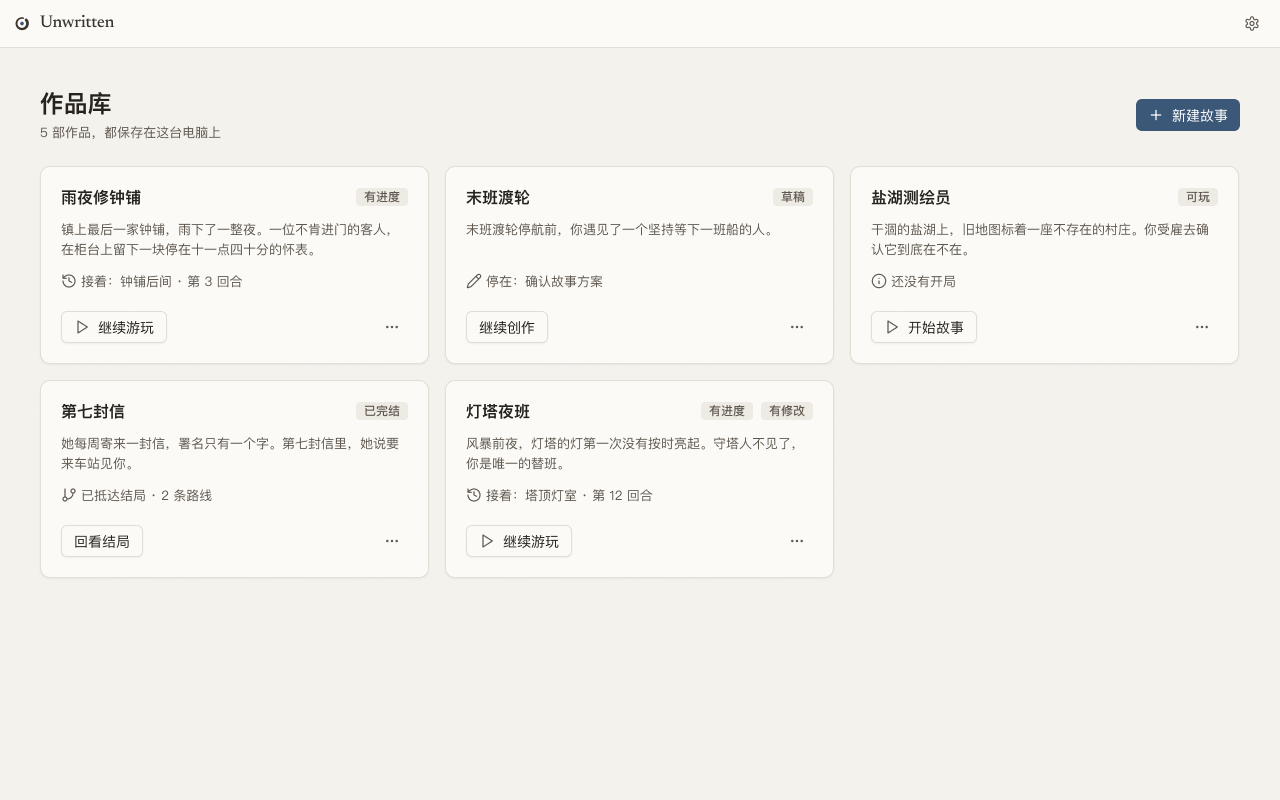 Unwritten
作品库
5 部作品，都保存在这台电脑上
新建故事
雨夜修钟铺
有进度
镇上最后一家钟铺，雨下了一整夜。一位不肯进门的客人，
在柜台上留下一块停在十一点四十分的怀表。
接着：钟铺后间 · 第 3 回合
继续游玩
末班渡轮
草稿
末班渡轮停航前，你遇见了一个坚持等下一班船的人。
停在：确认故事方案
继续创作
盐湖测绘员
可玩
干涸的盐湖上，旧地图标着一座不存在的村庄。你受雇去确
认它到底在不在。
还没有开局
开始故事
第七封信
已完结
她每周寄来一封信，署名只有一个字。第七封信里，她说要
来车站见你。
已抵达结局 · 2 条路线
回看结局
灯塔夜班
有进度
有修改
风暴前夜，灯塔的灯第一次没有按时亮起。守塔人不见了，
你是唯一的替班。
接着：塔顶灯室 · 第 12 回合
继续游玩